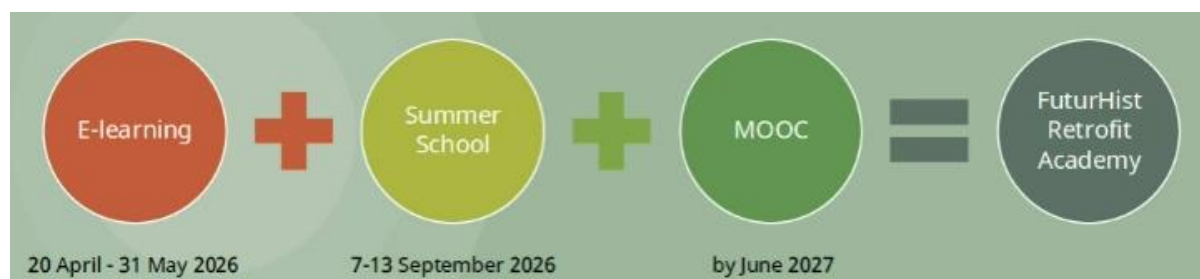 E-learning
Summer
School
MOOC
FuturHist
Retrofit
Academy
20 April - 31 May 2026
7-13 September 2026
by June 2027